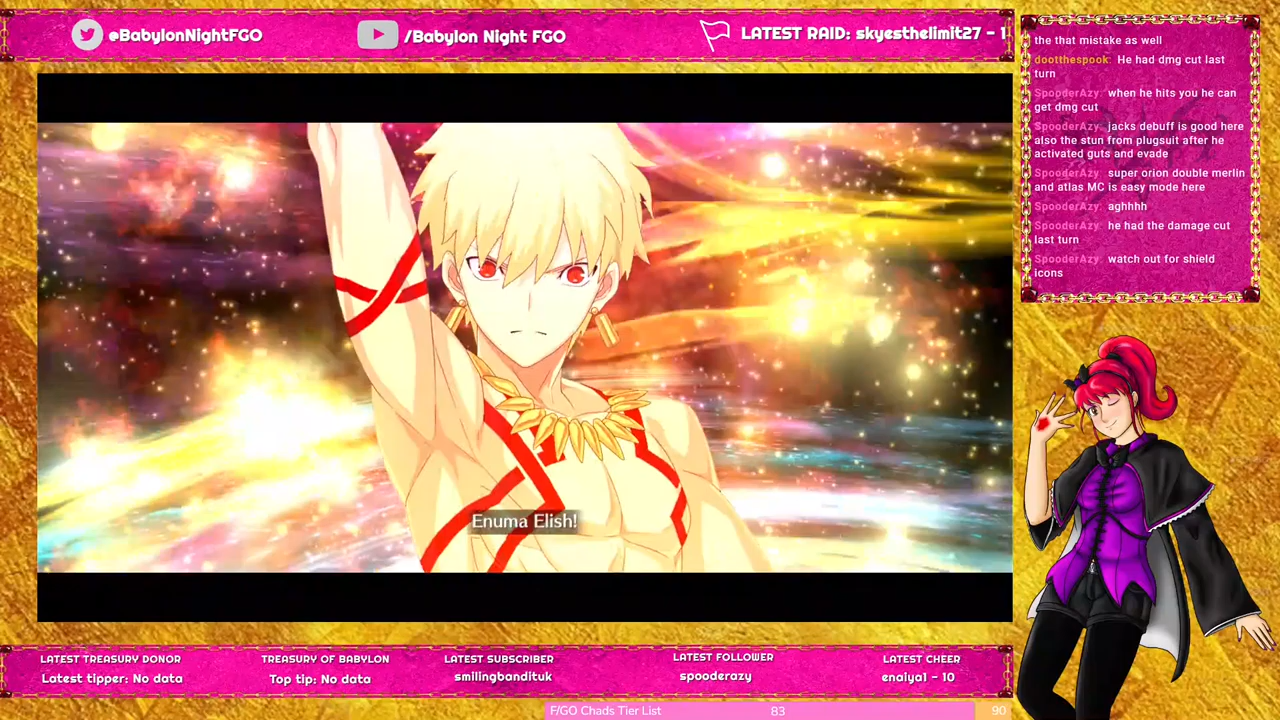 @BabylonNightFGO
/Babylon Night FGO
LATEST RAID: skyesthelimit27 - 1
the that mistake as well
dootthespook: He had dmg cut last
turn
SpooderAzy: when he hits you he can
get dmg cut
SpooderAzy: jacks debuff is good here
also the stun from plugsuit after he
activated guts and evade
SpooderAzy: super orion double merlin
and atlas MC is easy mode here
SpooderAzy: aghhhh
SpooderAzy: he had the damage cut
last turn
SpooderAzy: watch out for shield
icons
Enuma Elish!
LATEST TREASURY DONOR
Latest tipper: No data
TREASURY OF BABYLON
Top tip: No data
LATEST SUBSCRIBER
smilingbandituk
LATEST FOLLOWER
spooderazy
LATEST CHEER
enaiya1 - 10
F/GO Chads Tier List
83
90